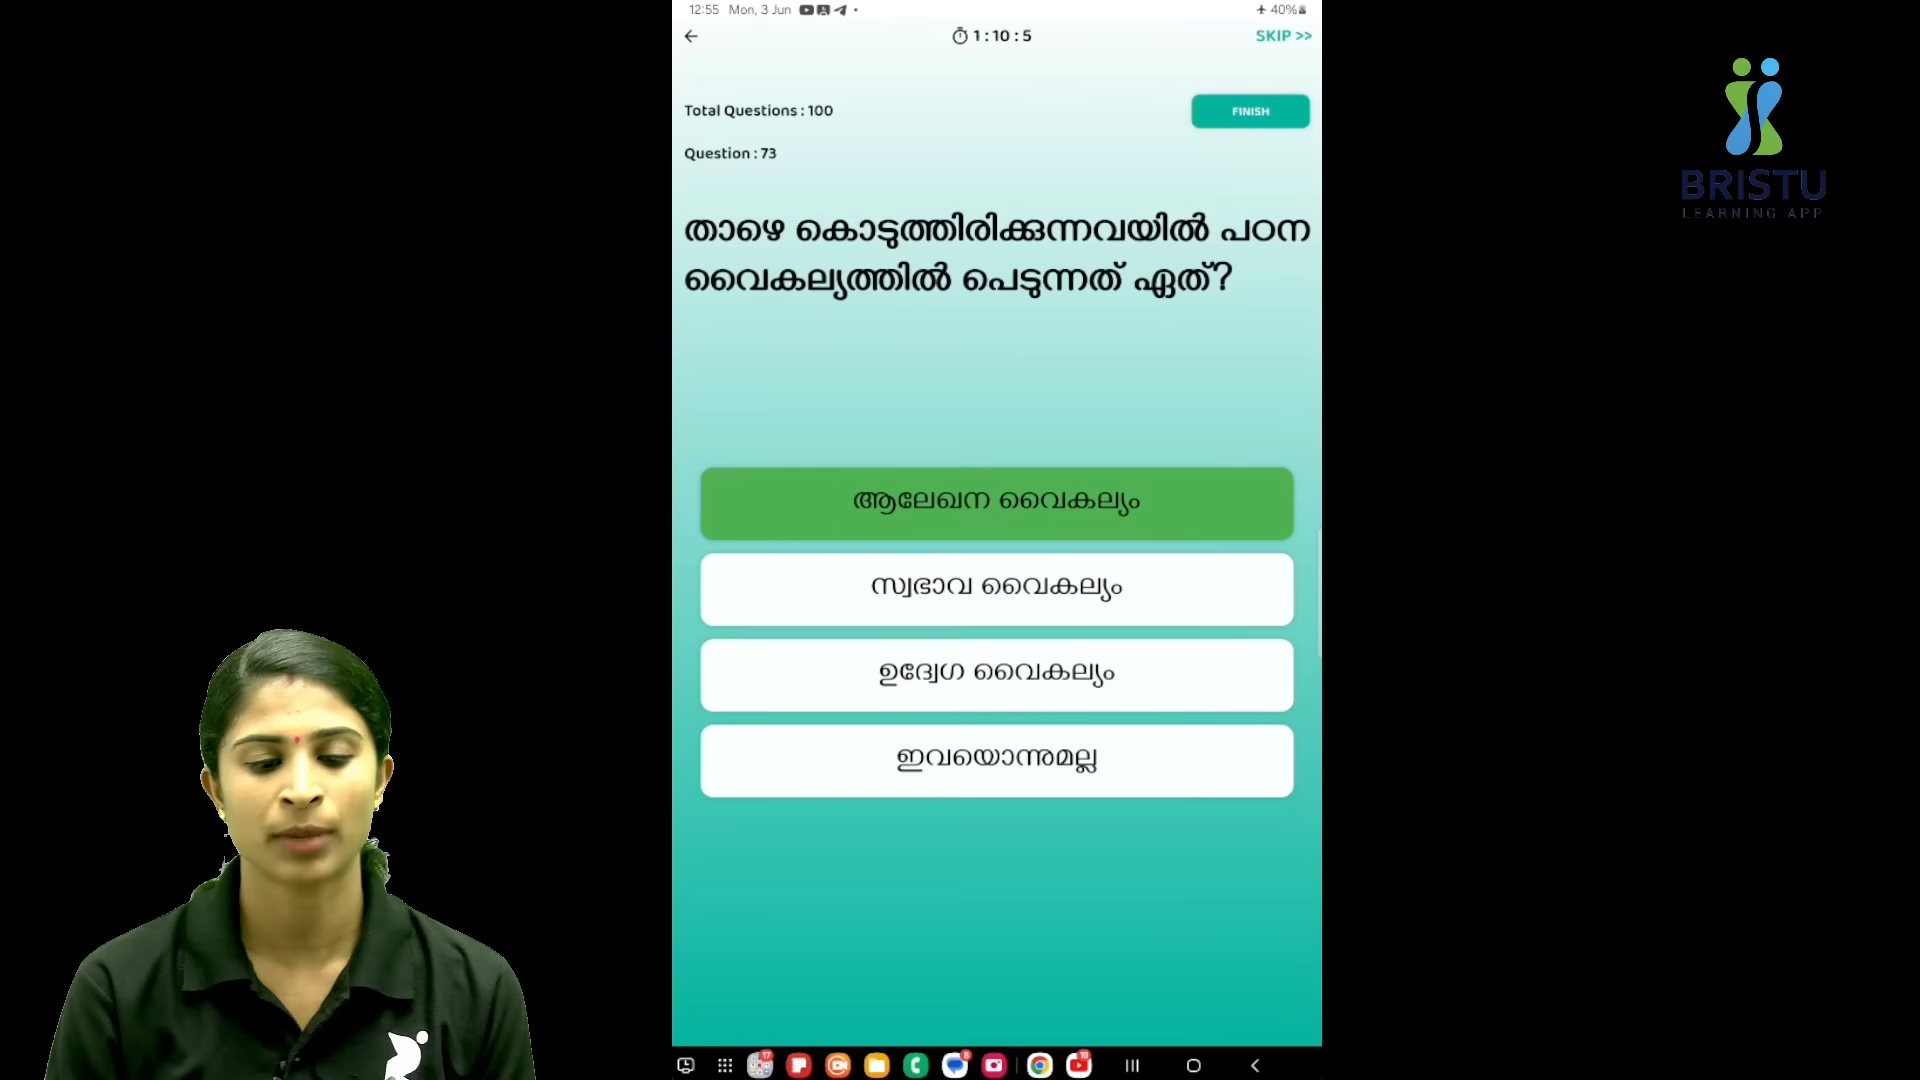 12:55 Mon, 3 Jun
40%
1 : 10 : 5
SKIP >>
Total Questions : 100
FINISH
Question : 73
താഴെ കൊടുത്തിരിക്കുന്നവയിൽ പഠന
വൈകല്യത്തിൽ പെടുന്നത് ഏത്?
ആലേഖന വൈകല്യം
സ്വഭാവ വൈകല്യം
ഉദ്വേഗ വൈകല്യം
ഇവയൊന്നുമല്ല
BRISTU
LEARNING APP